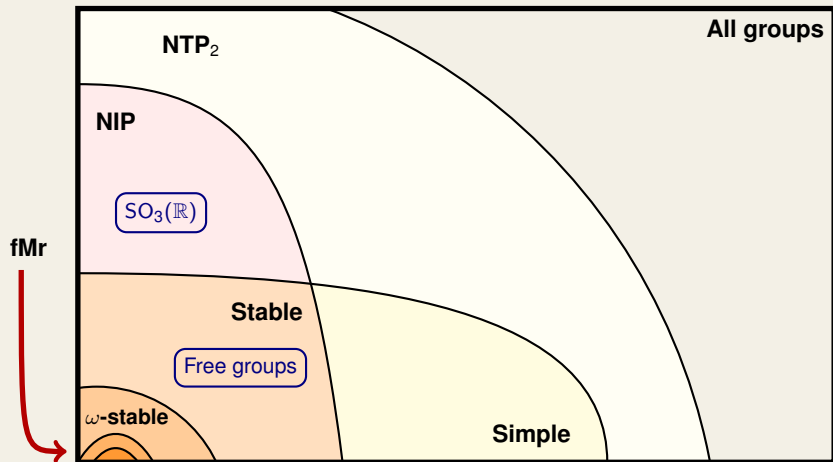 All groups
NTP₂
NIP
SO₃(ℝ)
fMr
Stable
Free groups
ω-stable
Simple